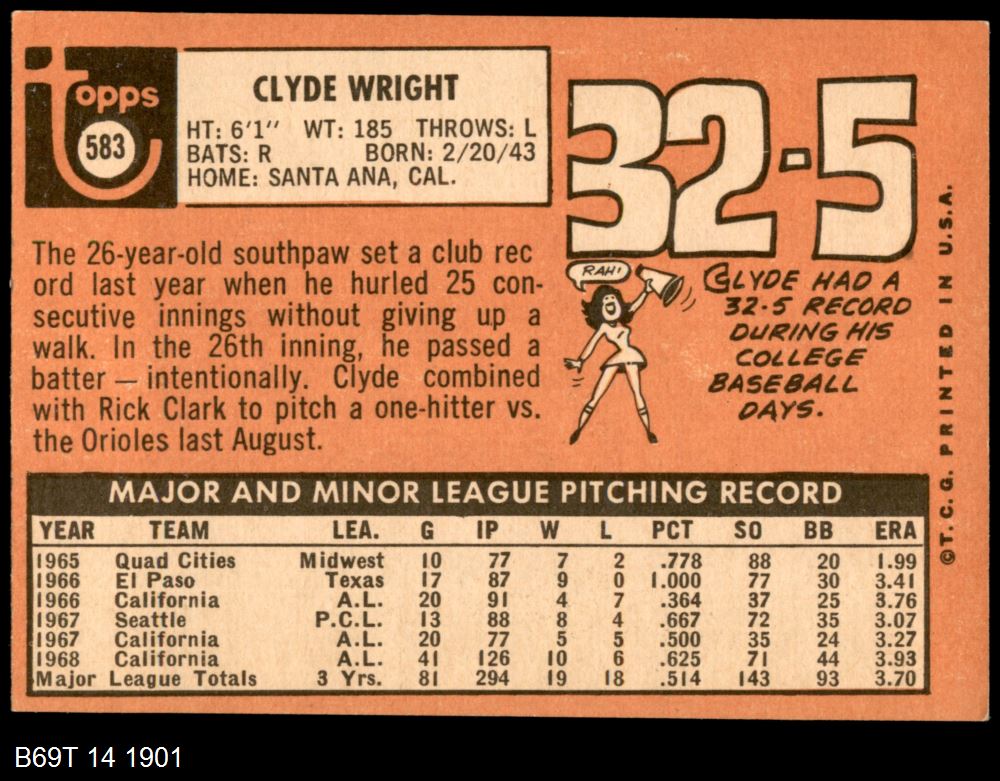 topps
583
CLYDE WRIGHT
HT: 6'1" WT: 185 THROWS: L
BATS: R BORN: 2/20/43
HOME: SANTA ANA, CAL.
The 26-year-old southpaw set a club rec
ord last year when he hurled 25 con-
secutive innings without giving up a
walk. In the 26th inning, he passed a
batter — intentionally. Clyde combined
with Rick Clark to pitch a one-hitter vs.
the Orioles last August.
32-5
RAH!
CLYDE HAD A
32-5 RECORD
DURING HIS
COLLEGE
BASEBALL
DAYS.
©T. C. G. PRINTED IN U.S.A.
MAJOR AND MINOR LEAGUE PITCHING RECORD
YEAR TEAM LEA. G IP W L PCT SO BB ERA
1965 Quad Cities Midwest 10 77 7 2 .778 88 20 1.99
1966 El Paso Texas 17 87 9 0 1.000 77 30 3.41
1966 California A.L. 20 91 4 7 .364 37 25 3.76
1967 Seattle P.C.L. 13 88 8 4 .667 72 35 3.07
1967 California A.L. 20 77 5 5 .500 35 24 3.27
1968 California A.L. 41 126 10 6 .625 71 44 3.93
Major League Totals 3 Yrs. 81 294 19 18 .514 143 93 3.70
B69T 14 1901